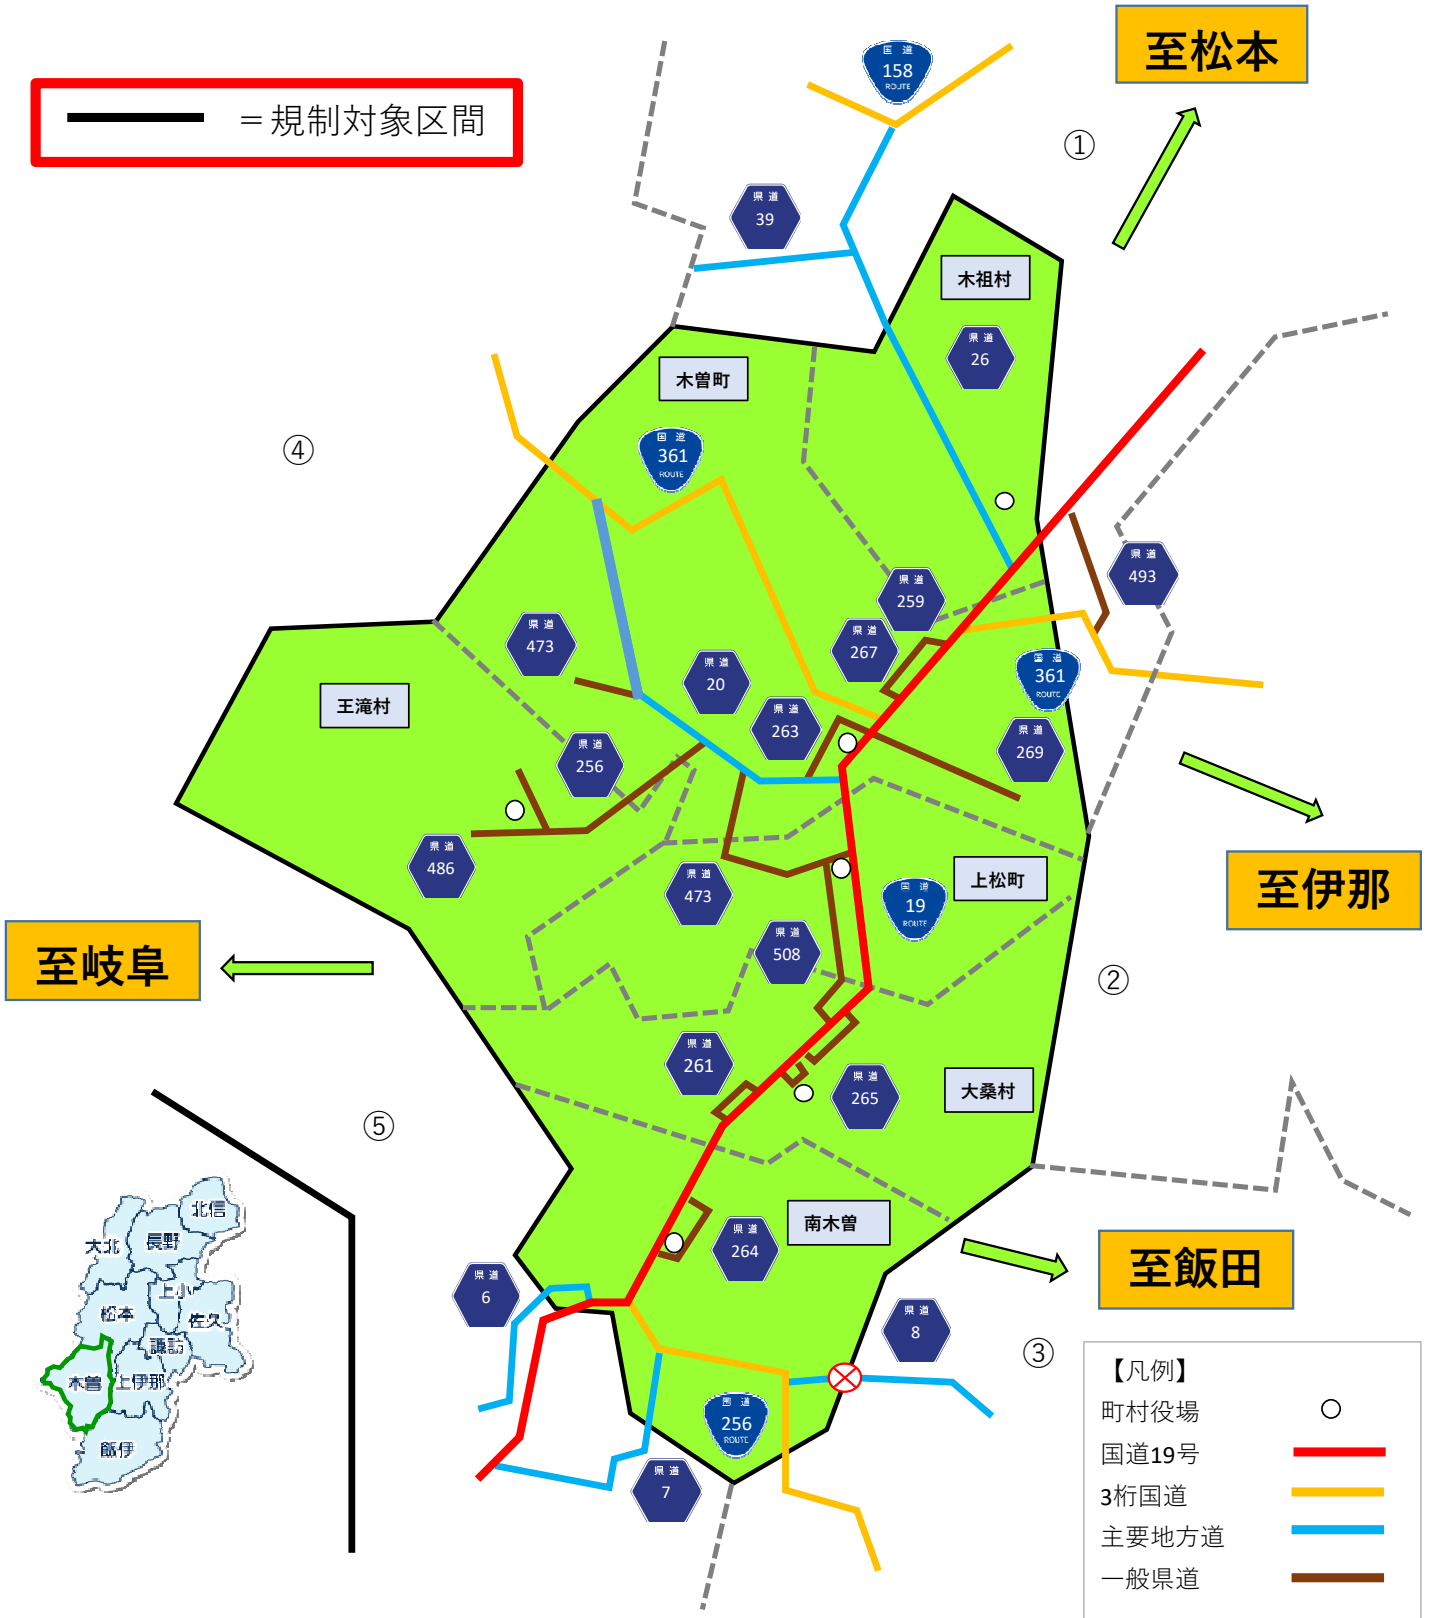 至松本
国道
158
ROUTE
＝規制対象区間
①
県道
39
木祖村
県道
26
木曽町
国道
361
ROUTE
④
県道
493
県道
259
県道
267
県道
473
県道
20
国道
361
ROUTE
王滝村
県道
263
県道
269
県道
256
県道
486
県道
473
上松町
国道
19
ROUTE
至伊那
県道
508
至岐阜
②
県道
261
県道
265
大桑村
⑤
北信
大北
長野
上小
松本
佐久
諏訪
木曽
上伊那
飯伊
南木曽
県道
264
至飯田
県道
6
県道
8
③
国道
256
ROUTE
県道
7
【凡例】
町村役場
国道19号
3桁国道
主要地方道
一般県道